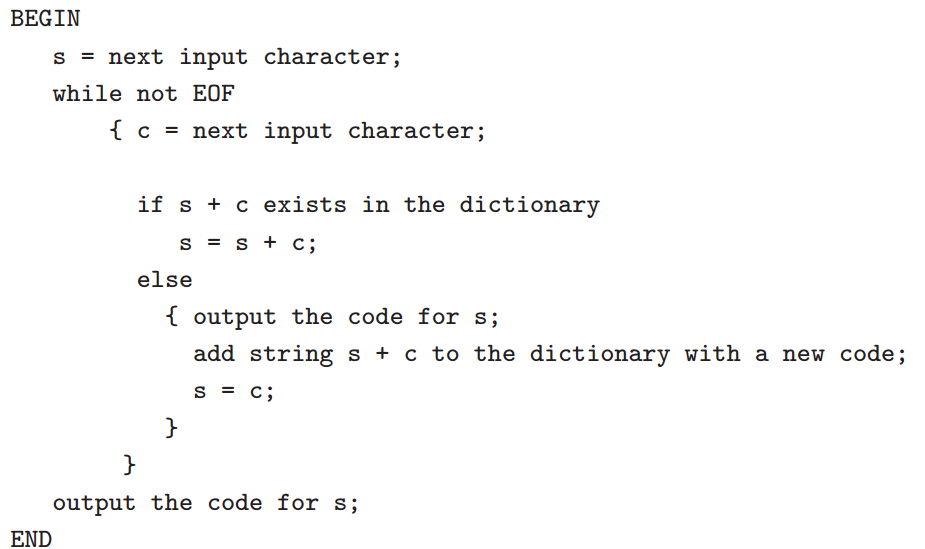 BEGIN
s = next input character;
while not EOF
{ c = next input character;
if s + c exists in the dictionary
s = s + c;
else
{ output the code for s;
add string s + c to the dictionary with a new code;
s = c;
}
}
output the code for s;
END